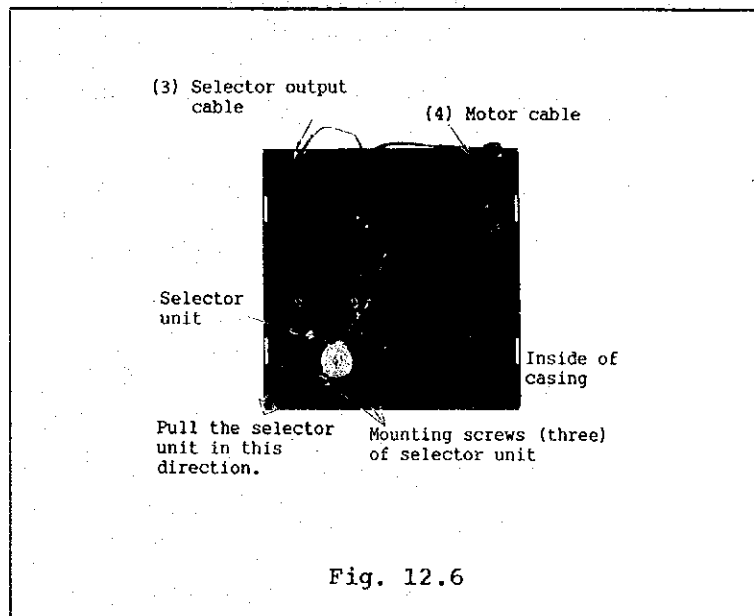 (3) Selector output
cable
(4) Motor cable
Selector
unit
Inside of
casing
Pull the selector
unit in this
direction.
Mounting screws (three)
of selector unit
Fig. 12.6